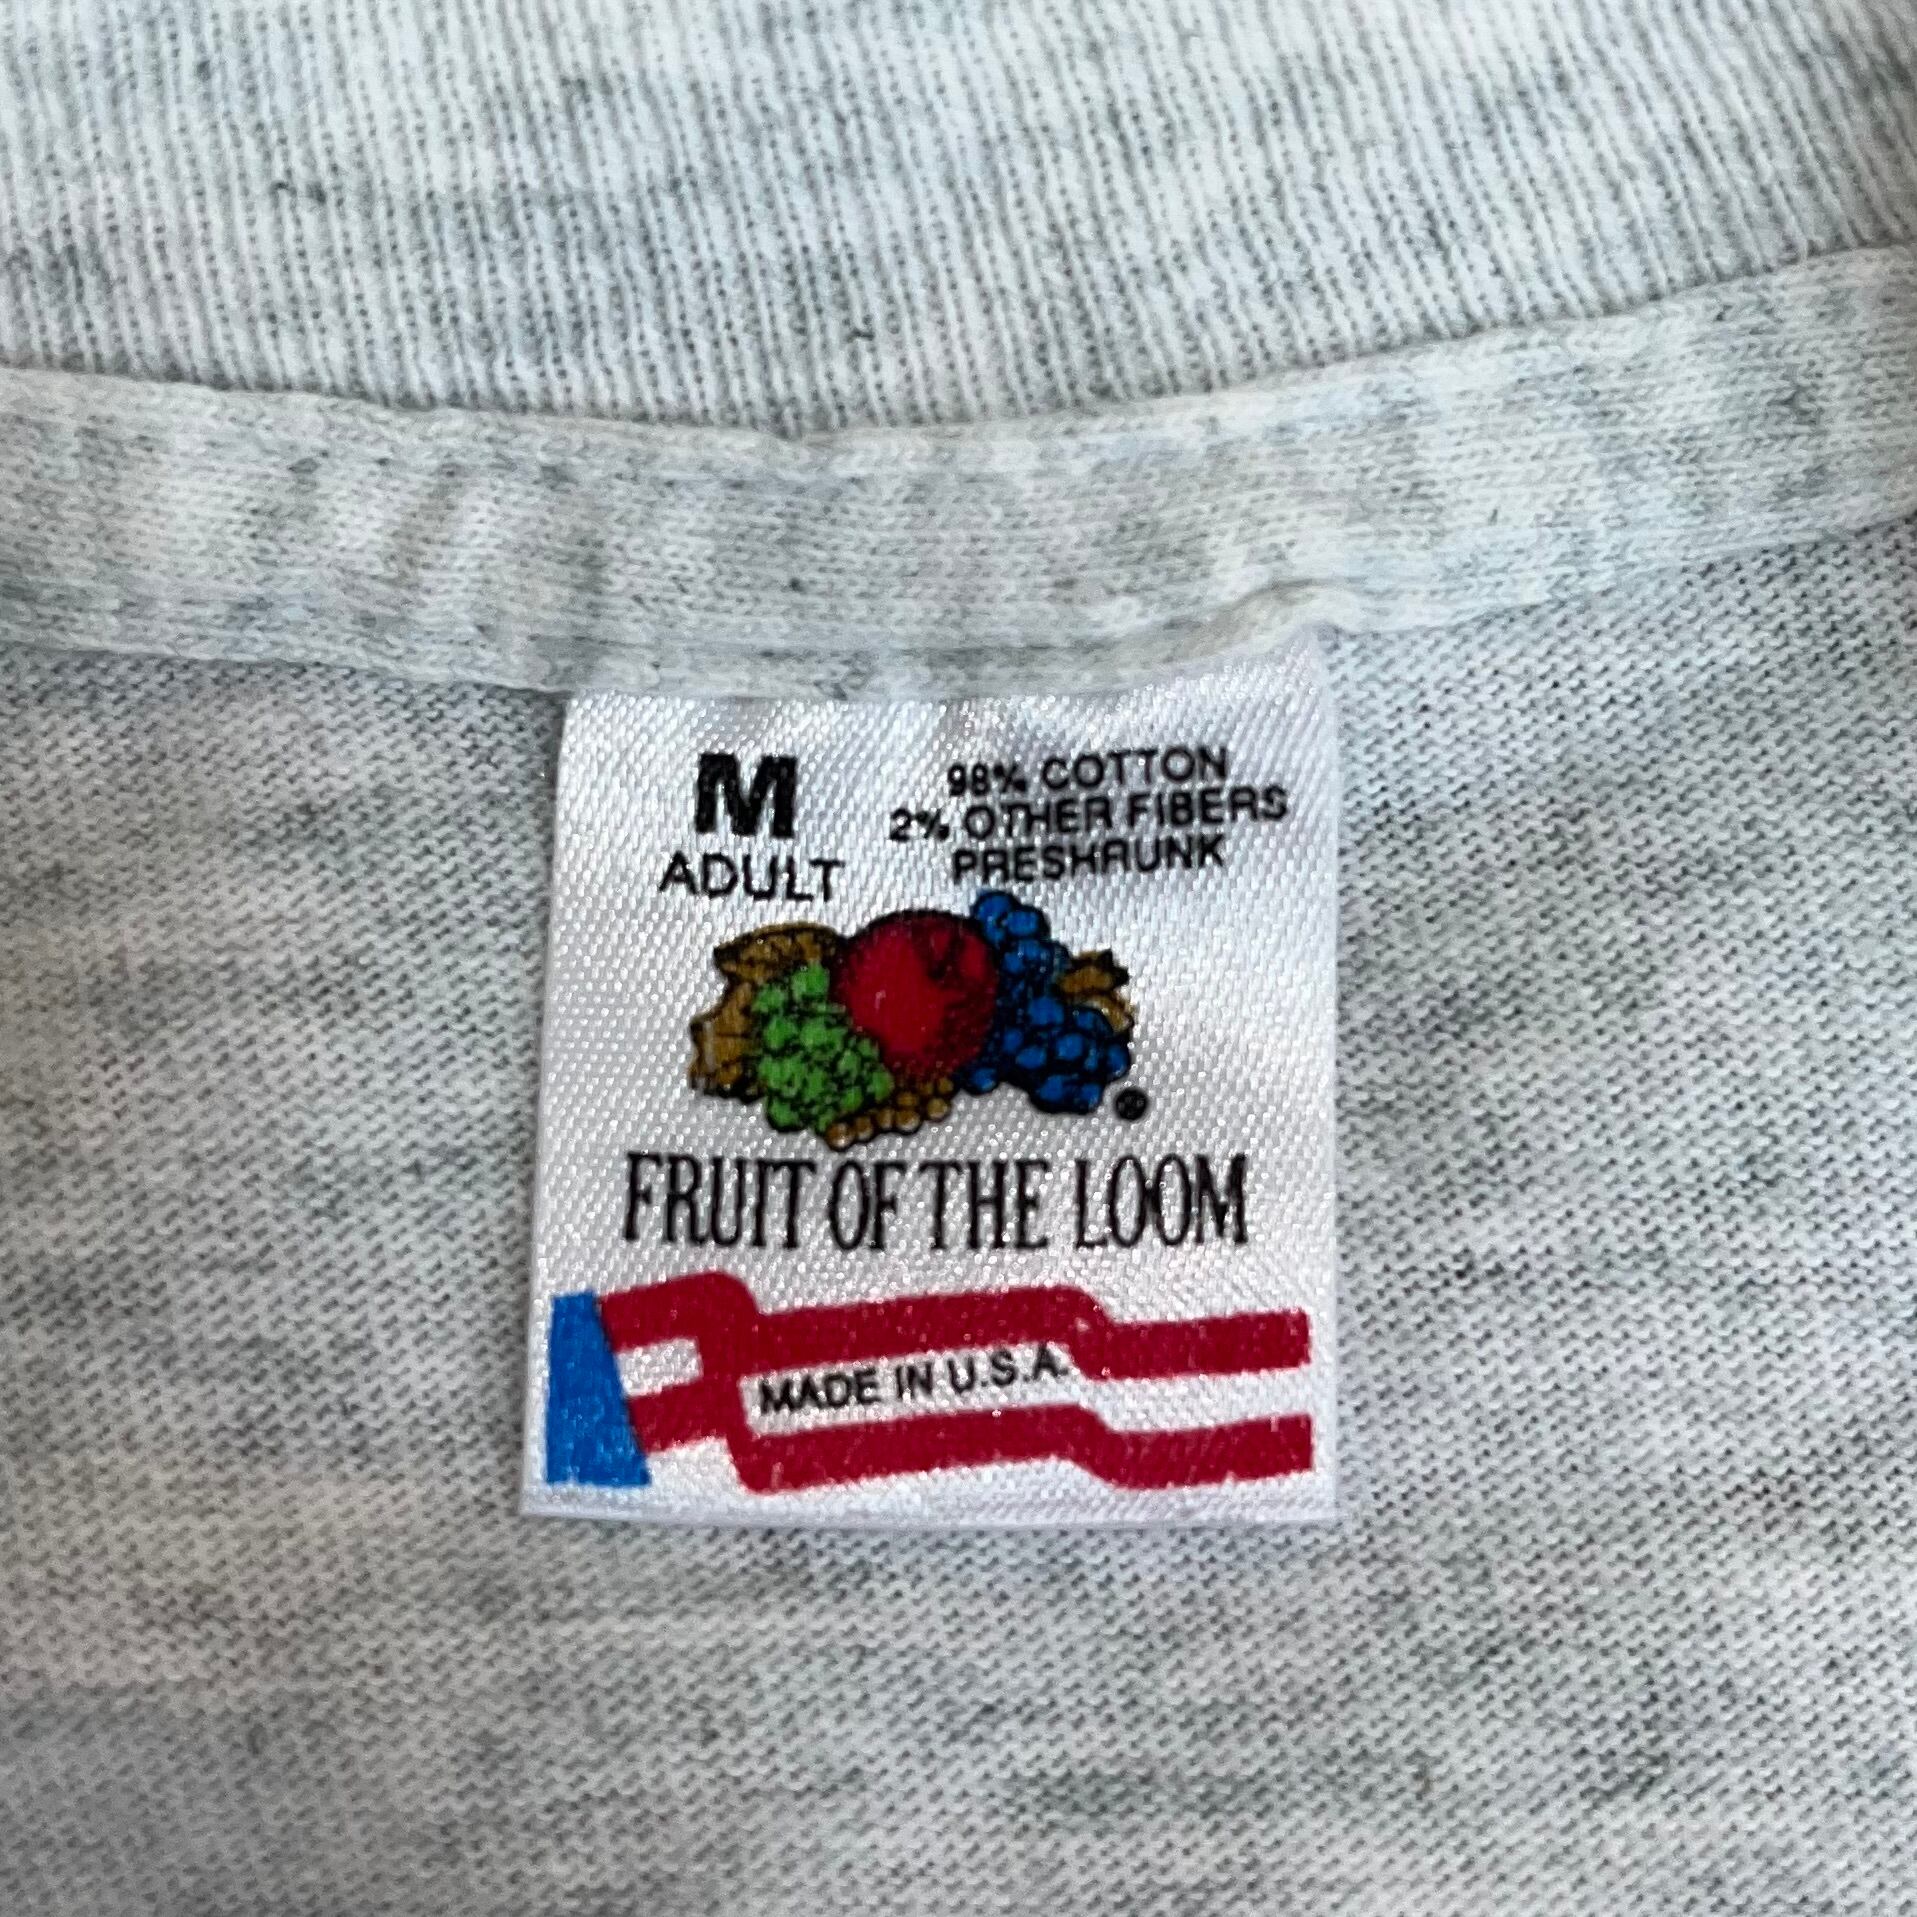 M
ADULT
98% COTTON
2% OTHER FIBERS
PRESHRUNK
FRUIT OF THE LOOM
MADE IN U.S.A.